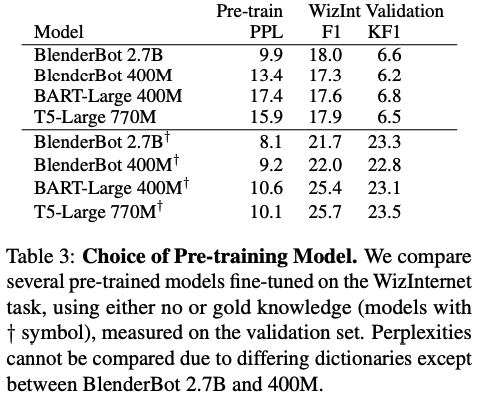 Pre-train WizInt Validation
Model PPL F1 KF1
BlenderBot 2.7B 9.9 18.0 6.6
BlenderBot 400M 13.4 17.3 6.2
BART-Large 400M 17.4 17.6 6.8
T5-Large 770M 15.9 17.9 6.5
BlenderBot 2.7B† 8.1 21.7 23.3
BlenderBot 400M† 9.2 22.0 22.8
BART-Large 400M† 10.6 25.4 23.1
T5-Large 770M† 10.1 25.7 23.5
Table 3: Choice of Pre-training Model. We compare
several pre-trained models fine-tuned on the WizInternet
task, using either no or gold knowledge (models with
† symbol), measured on the validation set. Perplexities
cannot be compared due to differing dictionaries except
between BlenderBot 2.7B and 400M.